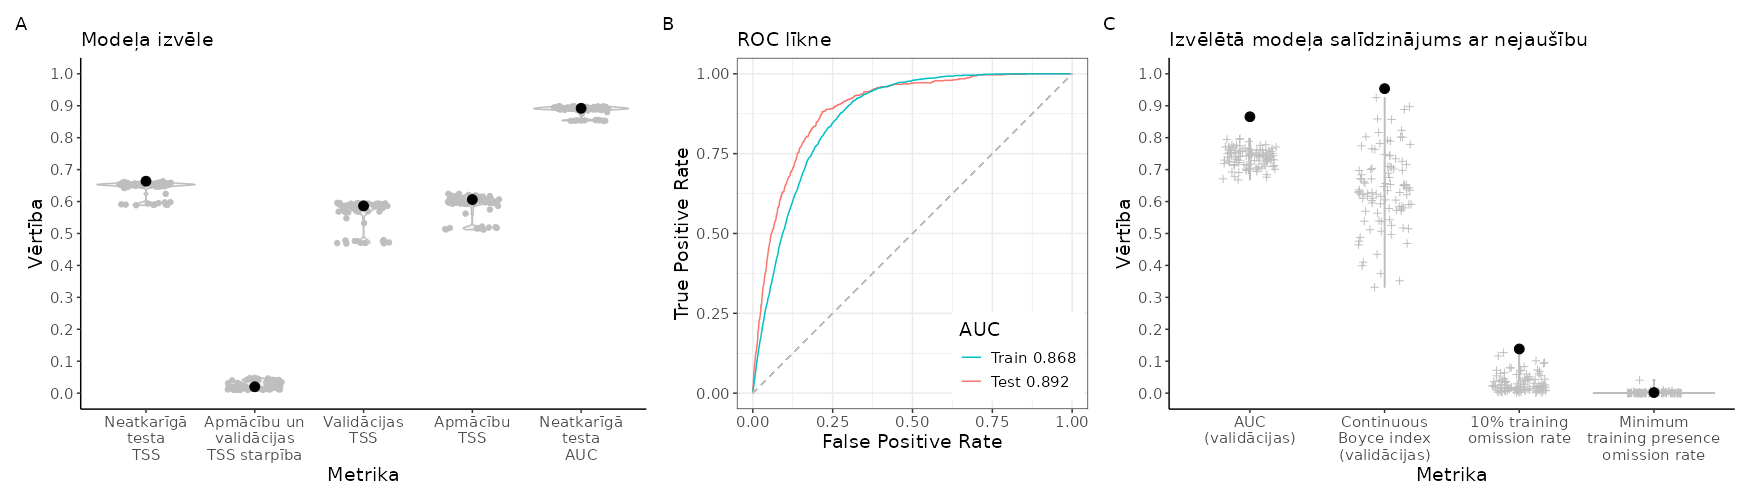 A
Modeļa izvēle
Vērtība
1.0
0.9
0.8
0.7
0.6
0.5
0.4
0.3
0.2
0.1
0.0
Neatkarīgā
testa
TSS
Apmācību un
validācijas
TSS starpība
Validācijas
TSS
Apmācību
TSS
Neatkarīgā
testa
AUC
Metrika
B
ROC līkne
True Positive Rate
1.00
0.75
0.50
0.25
0.00
AUC
Train 0.868
Test 0.892
0.00
0.25
0.50
0.75
1.00
False Positive Rate
C
Izvēlētā modeļa salīdzinājums ar nejaušību
Vērtība
1.0
0.9
0.8
0.7
0.6
0.5
0.4
0.3
0.2
0.1
0.0
AUC
(validācijas)
Continuous
Boyce index
(validācijas)
10% training
omission rate
Minimum
training presence
omission rate
Metrika